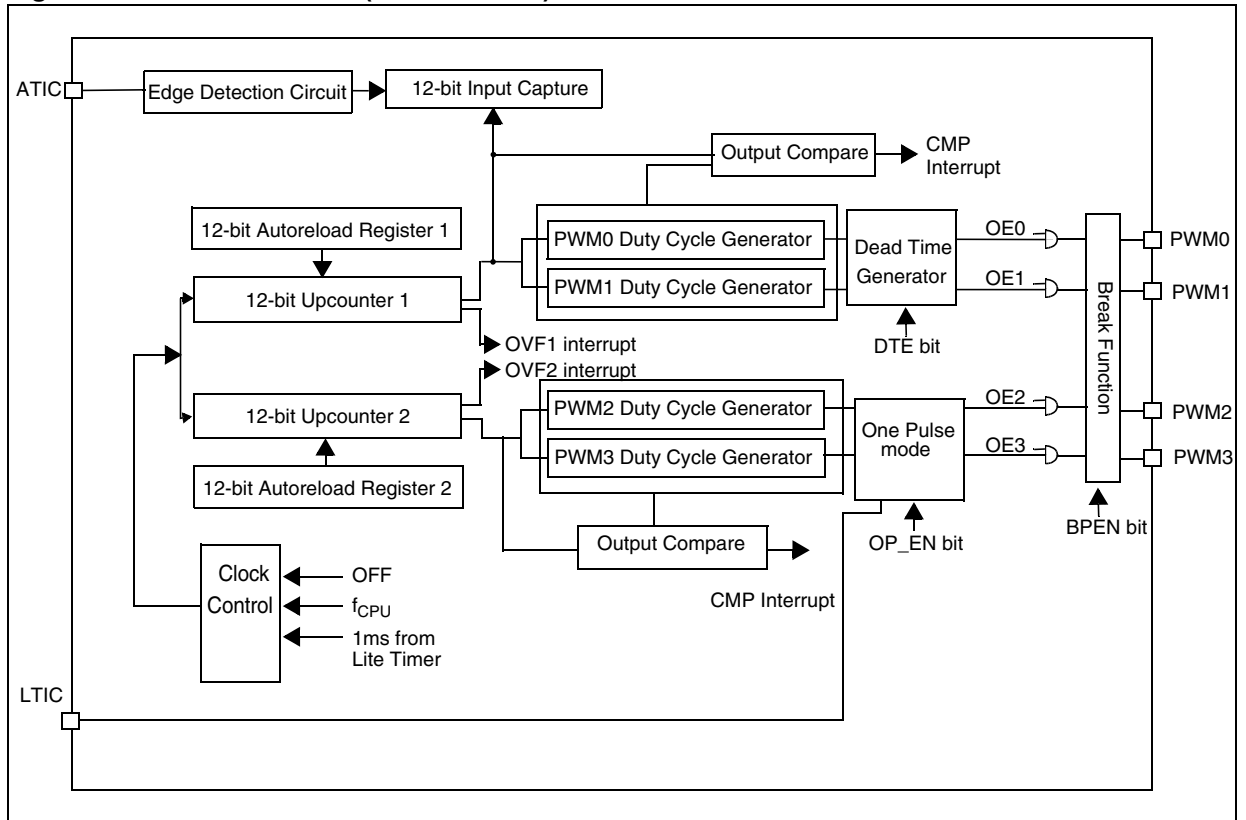 ATIC
Edge Detection Circuit
12-bit Input Capture
Output Compare
CMP
Interrupt
12-bit Autoreload Register 1
12-bit Upcounter 1
PWM0 Duty Cycle Generator
PWM1 Duty Cycle Generator
Dead Time
Generator
DTE bit
OE0
OE1
PWM0
PWM1
Break Function
OVF1 interrupt
OVF2 interrupt
12-bit Upcounter 2
12-bit Autoreload Register 2
PWM2 Duty Cycle Generator
PWM3 Duty Cycle Generator
One Pulse
mode
OP_EN bit
OE2
OE3
PWM2
PWM3
BPEN bit
Output Compare
CMP Interrupt
Clock
Control
OFF
fCPU
1ms from
Lite Timer
LTIC